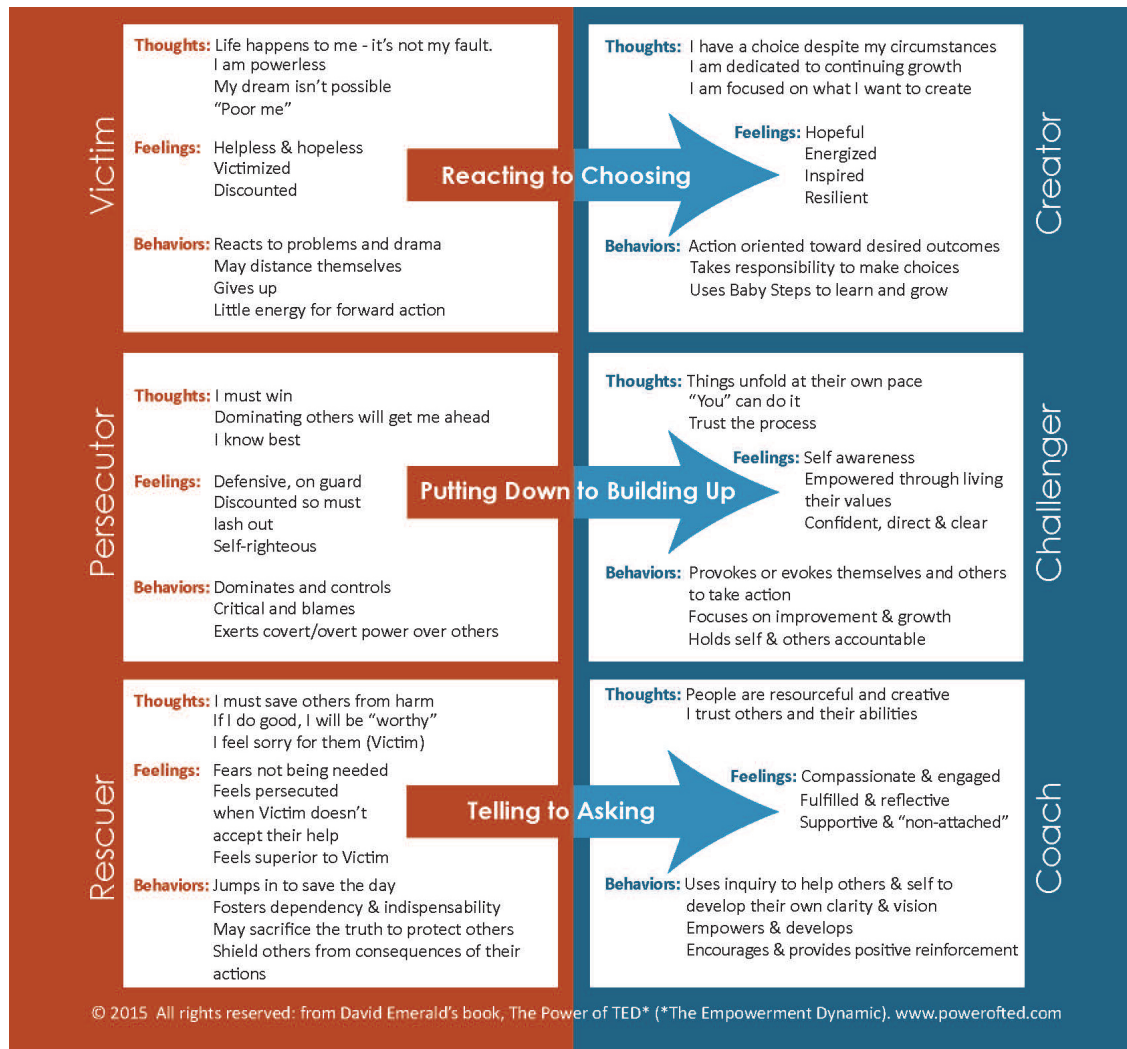 Victim
Thoughts: Life happens to me - it's not my fault.
I am powerless
My dream isn't possible
"Poor me"
Feelings: Helpless & hopeless
Victimized
Discounted
Behaviors: Reacts to problems and drama
May distance themselves
Gives up
Little energy for forward action
Reacting to Choosing
Creator
Thoughts: I have a choice despite my circumstances
I am dedicated to continuing growth
I am focused on what I want to create
Feelings: Hopeful
Energized
Inspired
Resilient
Behaviors: Action oriented toward desired outcomes
Takes responsibility to make choices
Uses Baby Steps to learn and grow
Persecutor
Thoughts: I must win
Dominating others will get me ahead
I know best
Feelings: Defensive, on guard
Discounted so must
lash out
Self-righteous
Behaviors: Dominates and controls
Critical and blames
Exerts covert/overt power over others
Putting Down to Building Up
Challenger
Thoughts: Things unfold at their own pace
"You" can do it
Trust the process
Feelings: Self awareness
Empowered through living
their values
Confident, direct & clear
Behaviors: Provokes or evokes themselves and others
to take action
Focuses on improvement & growth
Holds self & others accountable
Rescuer
Thoughts: I must save others from harm
If I do good, I will be "worthy"
I feel sorry for them (Victim)
Feelings: Fears not being needed
Feels persecuted
when Victim doesn't
accept their help
Feels superior to Victim
Behaviors: Jumps in to save the day
Fosters dependency & indispensability
May sacrifice the truth to protect others
Shield others from consequences of their
actions
Telling to Asking
Coach
Thoughts: People are resourceful and creative
I trust others and their abilities
Feelings: Compassionate & engaged
Fulfilled & reflective
Supportive & "non-attached"
Behaviors: Uses inquiry to help others & self to
develop their own clarity & vision
Empowers & develops
Encourages & provides positive reinforcement
© 2015 All rights reserved: from David Emerald's book, The Power of TED* (*The Empowerment Dynamic). www.powerofted.com